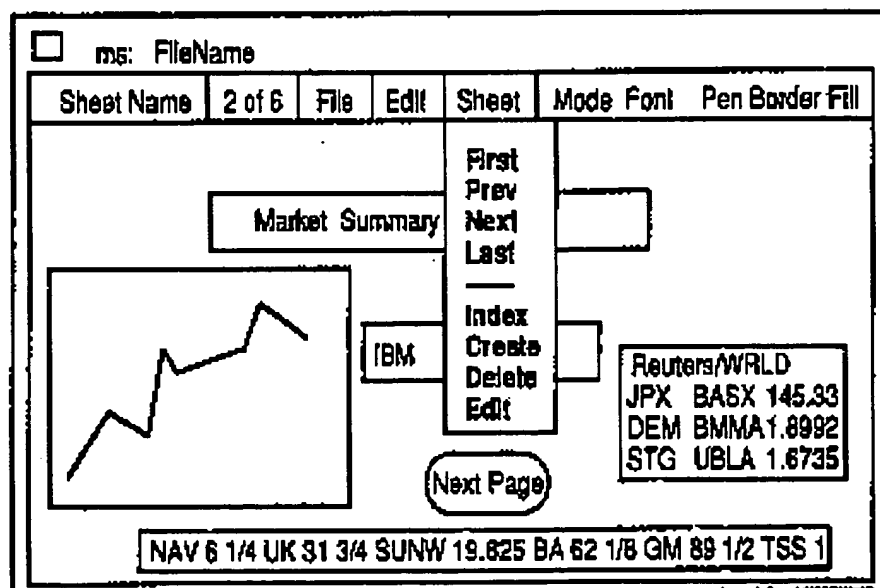 ms: FileName
Sheet Name 2 of 6 File Edit Sheet Mode Font Pen Border Fill
First
Prev
Next
Last
Index
Create
Delete
Edit
Market Summary
IBM
Reuters/WRLD
JPX BASX 145.33
DEM BMMA 1.8992
STG UBLA 1.6735
Next Page
NAV 6 1/4 UK 31 3/4 SUNW 19.625 BA 62 1/8 GM 89 1/2 TSS 1